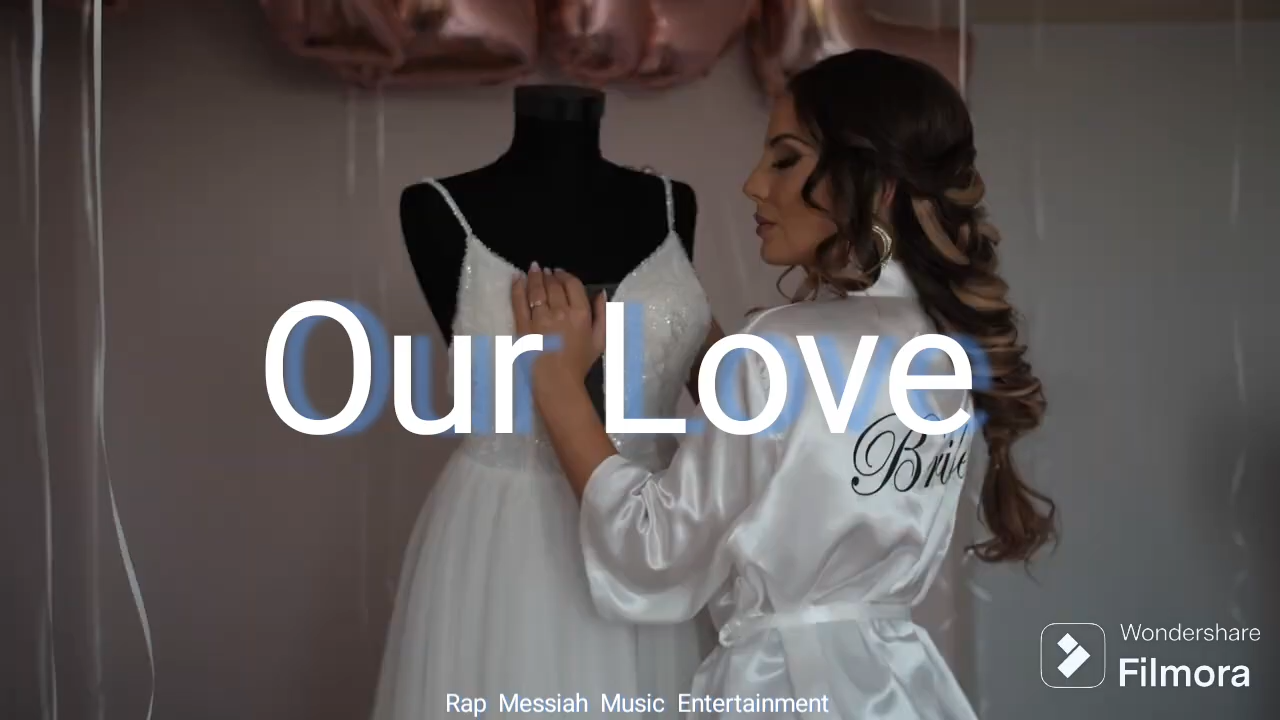 Our Love
Bride
Wondershare
Filmora
Rap Messiah Music Entertainment